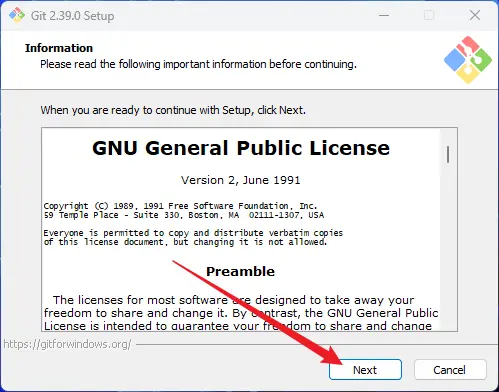 Git 2.39.0 Setup
Information
Please read the following important information before continuing.
When you are ready to continue with Setup, click Next.
GNU General Public License
Version 2, June 1991
Copyright (C) 1989, 1991 Free Software Foundation, Inc.
59 Temple Place - Suite 330, Boston, MA  02111-1307, USA
Everyone is permitted to copy and distribute verbatim copies
of this license document, but changing it is not allowed.
Preamble
The licenses for most software are designed to take away your
freedom to share and change it. By contrast, the GNU General Public
License is intended to guarantee your freedom to share and change
https://gitforwindows.org/
Next
Cancel